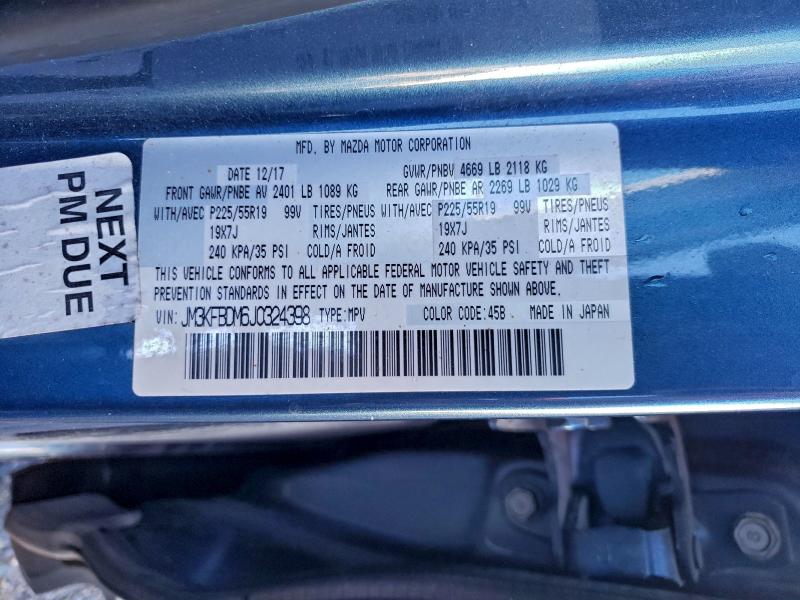 MFD. BY MAZDA MOTOR CORPORATION
DATE 12/17 GVWR/PNBV 4669 LB 2118 KG
FRONT GAWR/PNBE AV 2401 LB 1089 KG REAR GAWR/PNBE AR 2269 LB 1029 KG
WITH/AVEC P225/55R19 99V TIRES/PNEUS WITH/AVEC P225/55R19 99V TIRES/PNEUS
19X7J RIMS/JANTES 19X7J RIMS/JANTES
240 KPA/35 PSI COLD/A FROID 240 KPA/35 PSI COLD/A FROID
THIS VEHICLE CONFORMS TO ALL APPLICABLE FEDERAL MOTOR VEHICLE SAFETY AND THEFT
PREVENTION STANDARDS IN EFFECT ON THE DATE OF MANUFACTURE SHOWN ABOVE.
VIN: JM3KFBDM6J0324398 TYPE:MPV COLOR CODE:45B MADE IN JAPAN
NEXT
PM DUE